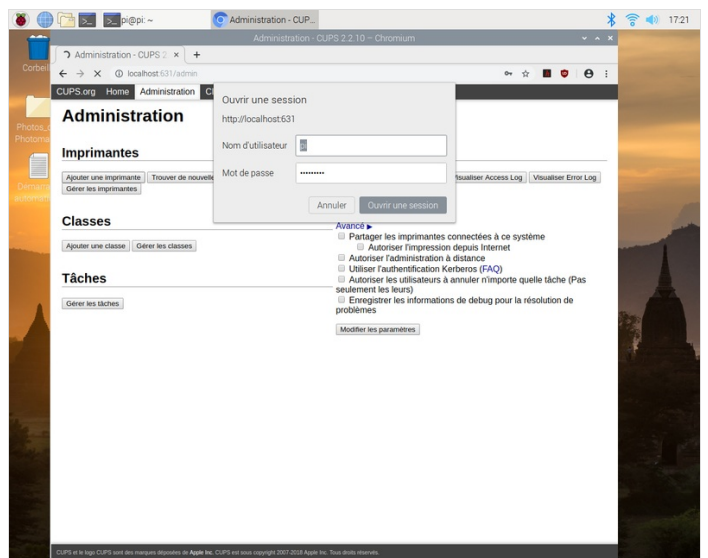 pi@pi: ~
Administration - CUP...
17:21
Administration - CUPS 2.2.10 – Chromium
Corbeil
Administration - CUPS 2
localhost:631/admin
CUPS.org Home Administration
Ouvrir une session
http://localhost:631
Nom d'utilisateur
pi
Mot de passe
•••••••••
Annuler Ouvrir une session
Administration
Photos_
Photoma
Imprimantes
Ajouter une imprimante Trouver de nouvelle
Visualiser Access Log Visualiser Error Log
Gérer les imprimantes
Démarra
Classes
Ajouter une classe Gérer les classes
Tâches
Gérer les tâches
Avancé ▶
Partager les imprimantes connectées à ce système
Autoriser l'impression depuis Internet
Autoriser l'administration à distance
Utiliser l'authentification Kerberos (FAQ)
Autoriser les utilisateurs à annuler n'importe quelle tâche (Pas
seulement les leurs)
Enregistrer les informations de debug pour la résolution de
problèmes
Modifier les paramètres
CUPS et le logo CUPS sont des marques déposées de Apple Inc. CUPS est sous copyright 2007-2018 Apple Inc. Tous droits réservés.